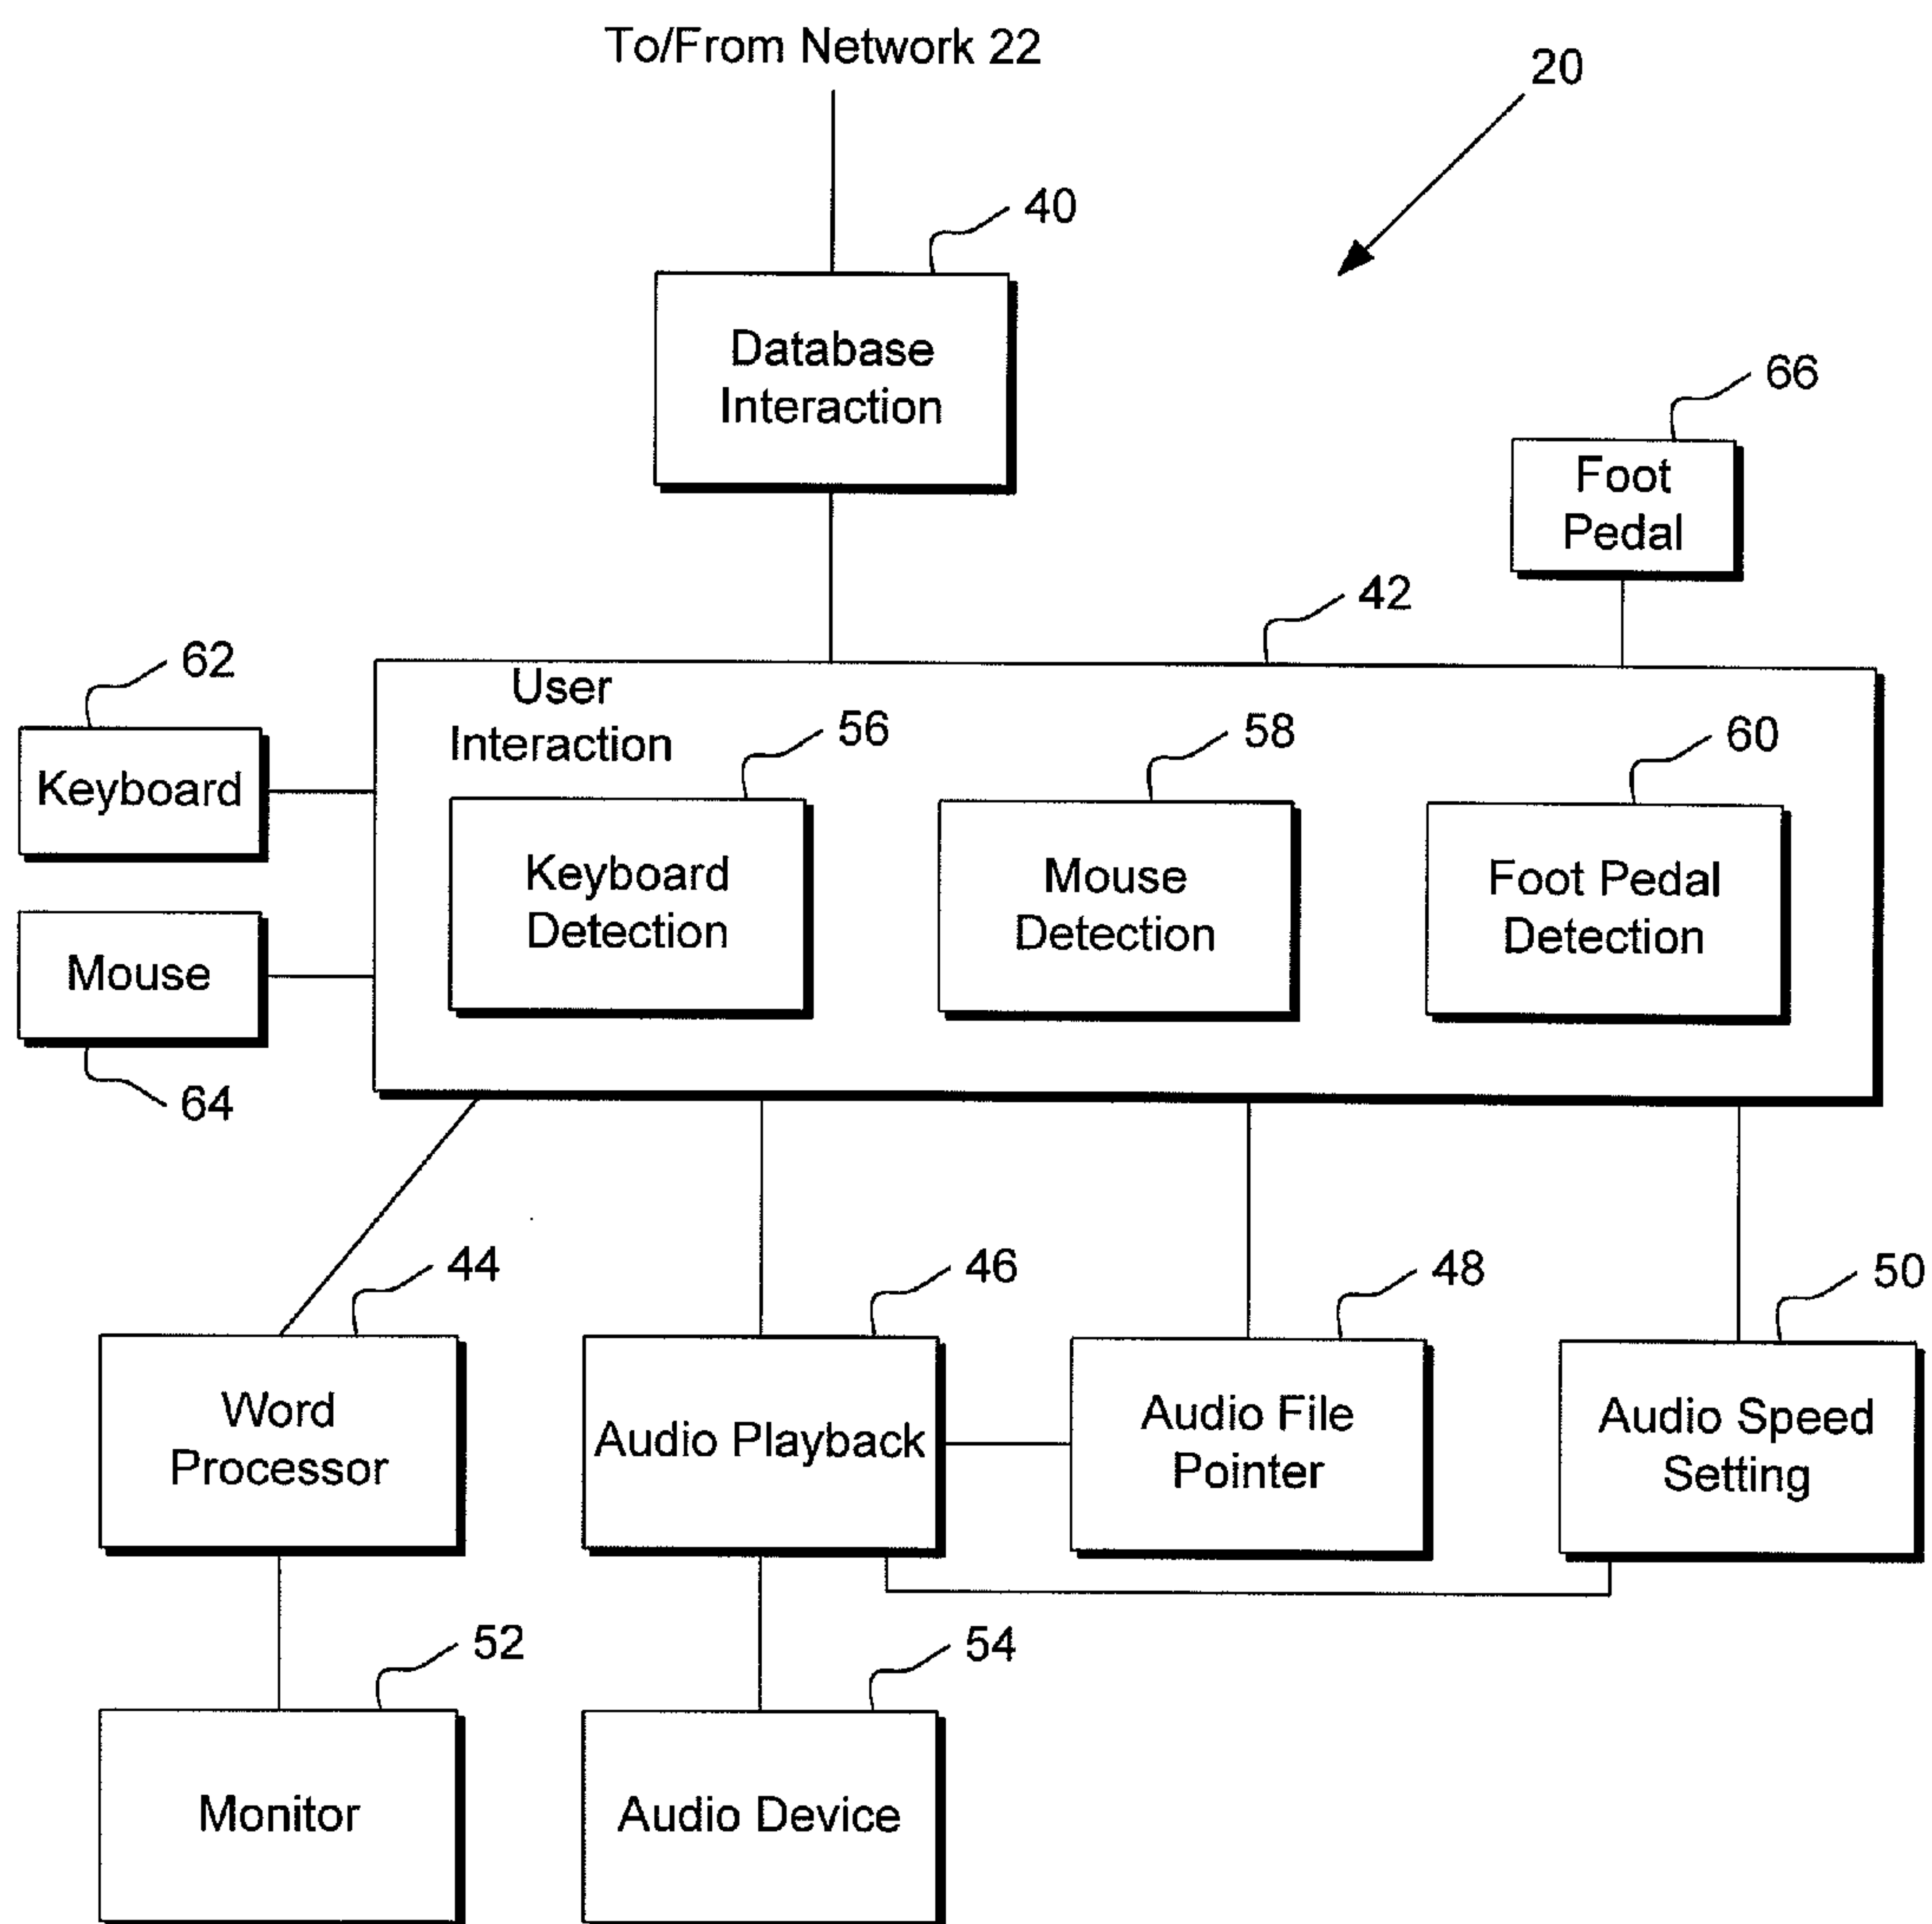 To/From Network 22
20
40
Database
Interaction
66
Foot
Pedal
42
62
User
Interaction
56
58
60
Keyboard
Keyboard
Detection
Mouse
Detection
Foot Pedal
Detection
Mouse
64
44
46
48
50
Word
Processor
Audio Playback
Audio File
Pointer
Audio Speed
Setting
52
54
Monitor
Audio Device